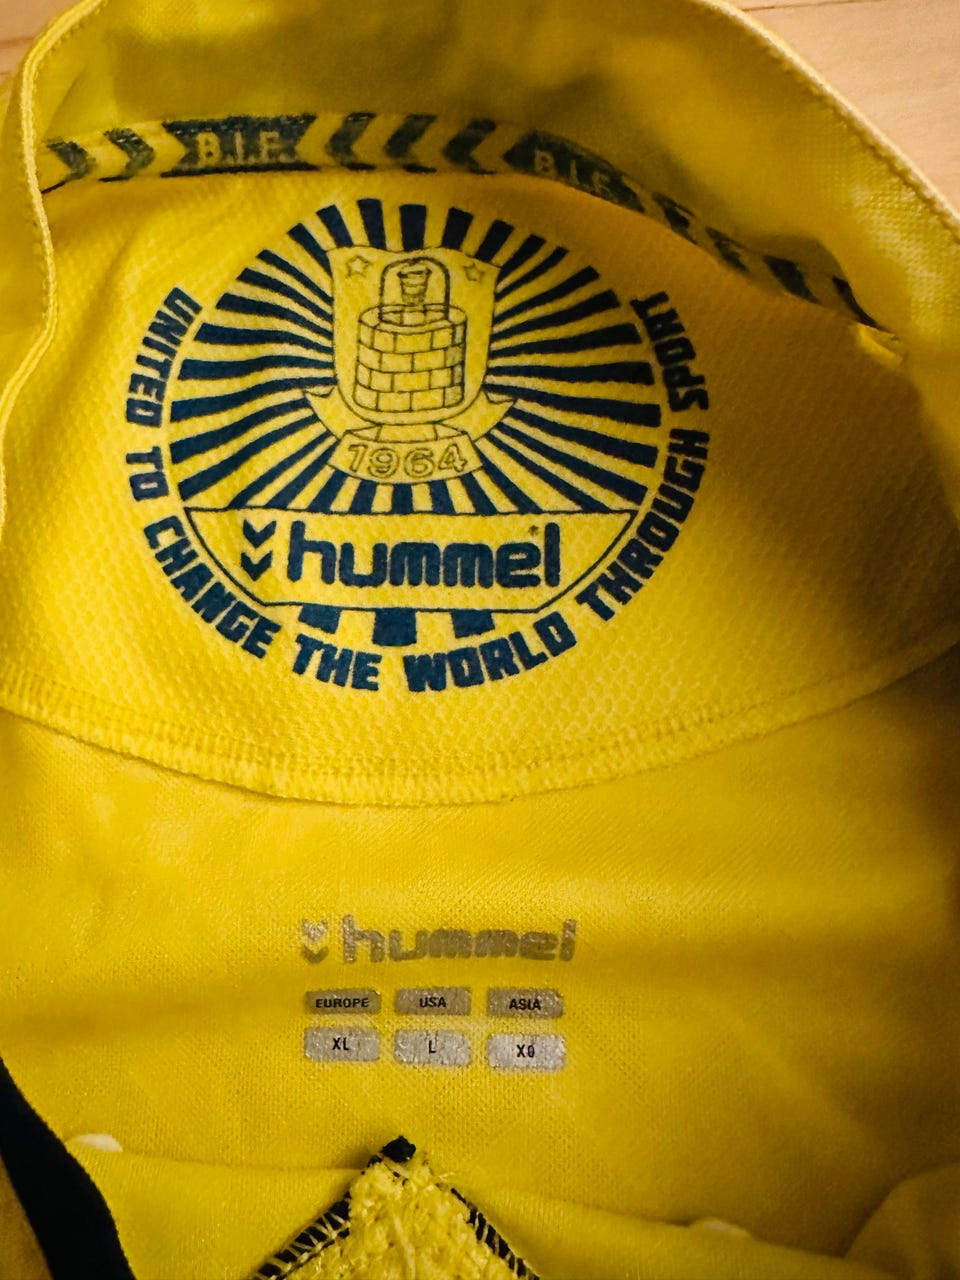 B.I.F.
B.I.F.
1964
hummel
UNITED TO CHANGE THE WORLD THROUGH SPORT
hummel
EUROPE USA ASIA
XL L XO